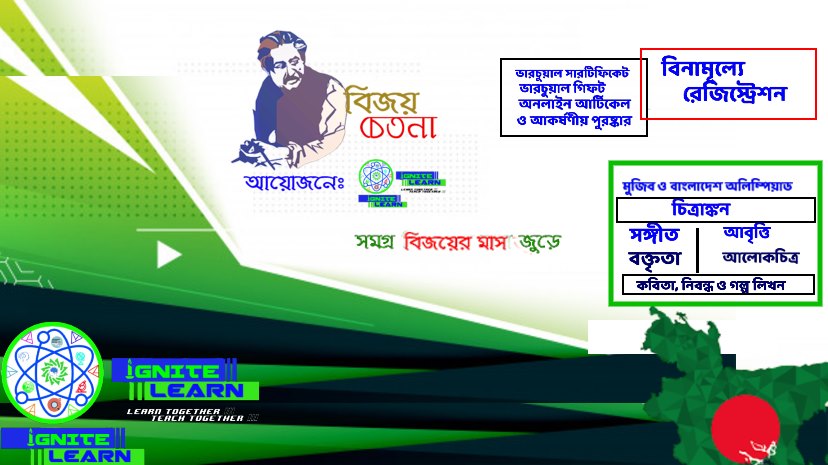 বিজয়
চেতনা
আয়োজনেঃ
IGNITE
LEARN
IGNITE
LEARN
সমগ্র বিজয়ের মাস জুড়ে
ভারচুয়াল সারটিফিকেট
ভারচুয়াল গিফট
অনলাইন আর্টিকেল
ও আকর্ষণীয় পুরষ্কার
বিনামূল্যে
রেজিস্ট্রেশন
মুজিব ও বাংলাদেশ অলিম্পিয়াড
চিত্রাঙ্কন
সঙ্গীত আবৃত্তি
বক্তৃতা আলোকচিত্র
কবিতা, নিবন্ধ ও গল্প লিখন
IGNITE
LEARN
LEARN TOGETHER
TEACH TOGETHER
IGNITE
LEARN